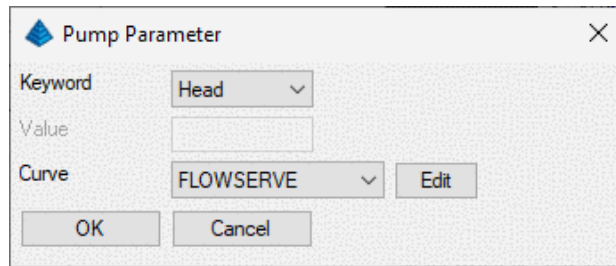 Pump Parameter
Keyword Head
Value
Curve FLOWSERVE Edit
OK Cancel